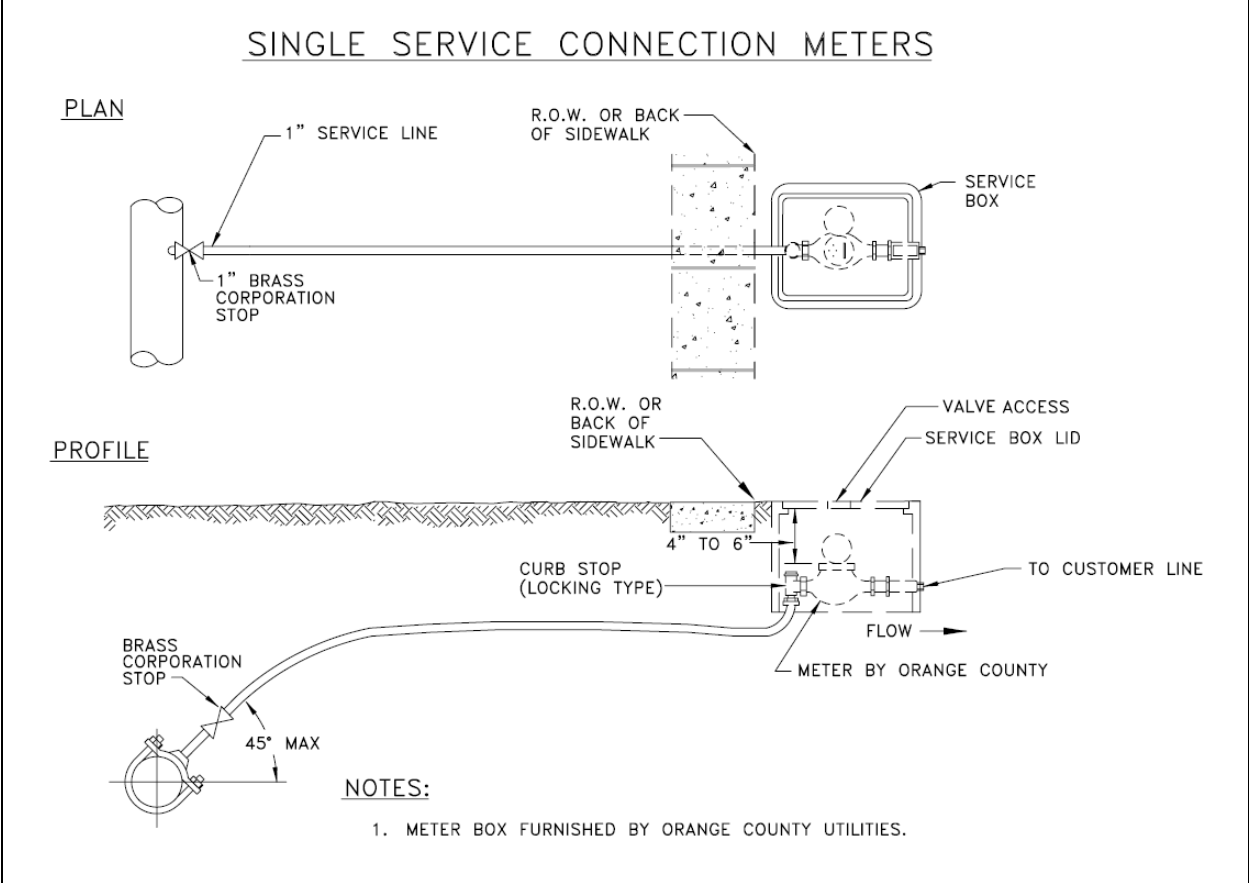 SINGLE SERVICE CONNECTION METERS
PLAN
1" SERVICE LINE
R.O.W. OR BACK
OF SIDEWALK
SERVICE
BOX
1" BRASS
CORPORATION
STOP
PROFILE
R.O.W. OR
BACK OF
SIDEWALK
VALVE ACCESS
SERVICE BOX LID
4" TO 6"
CURB STOP
(LOCKING TYPE)
TO CUSTOMER LINE
FLOW
METER BY ORANGE COUNTY
BRASS
CORPORATION
STOP
45° MAX
NOTES:
1. METER BOX FURNISHED BY ORANGE COUNTY UTILITIES.